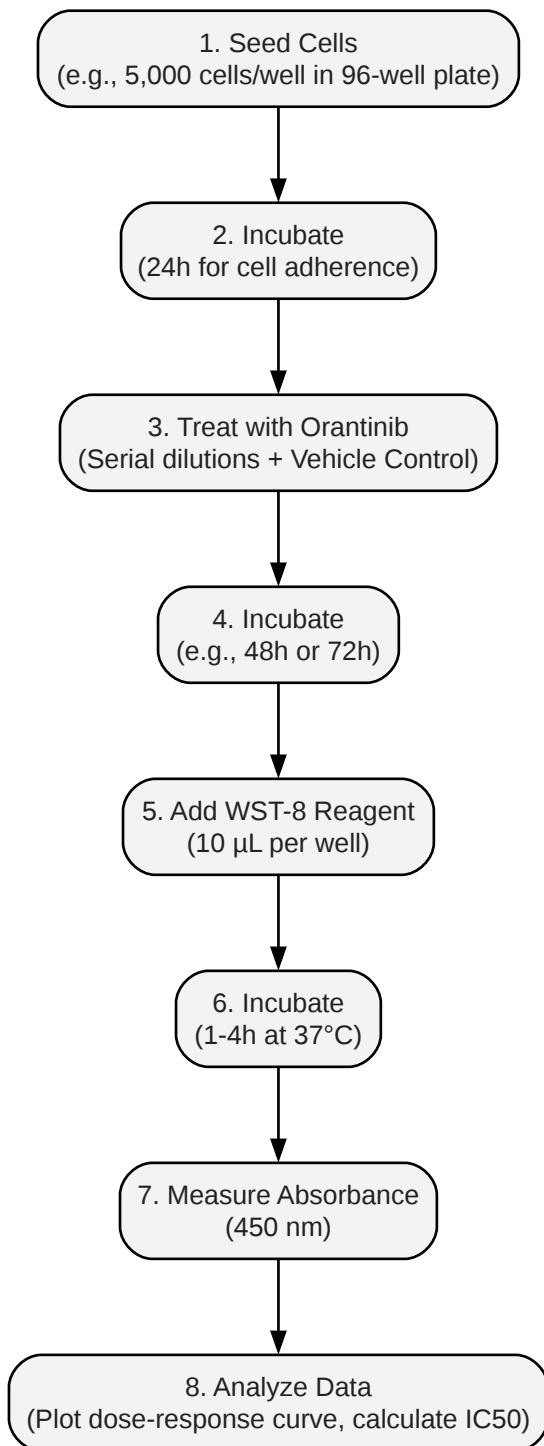 1. Seed Cells
(e.g., 5,000 cells/well in 96-well plate)
2. Incubate
(24h for cell adherence)
3. Treat with Orantinib
(Serial dilutions + Vehicle Control)
4. Incubate
(e.g., 48h or 72h)
5. Add WST-8 Reagent
(10 µL per well)
6. Incubate
(1-4h at 37°C)
7. Measure Absorbance
(450 nm)
8. Analyze Data
(Plot dose-response curve, calculate IC50)